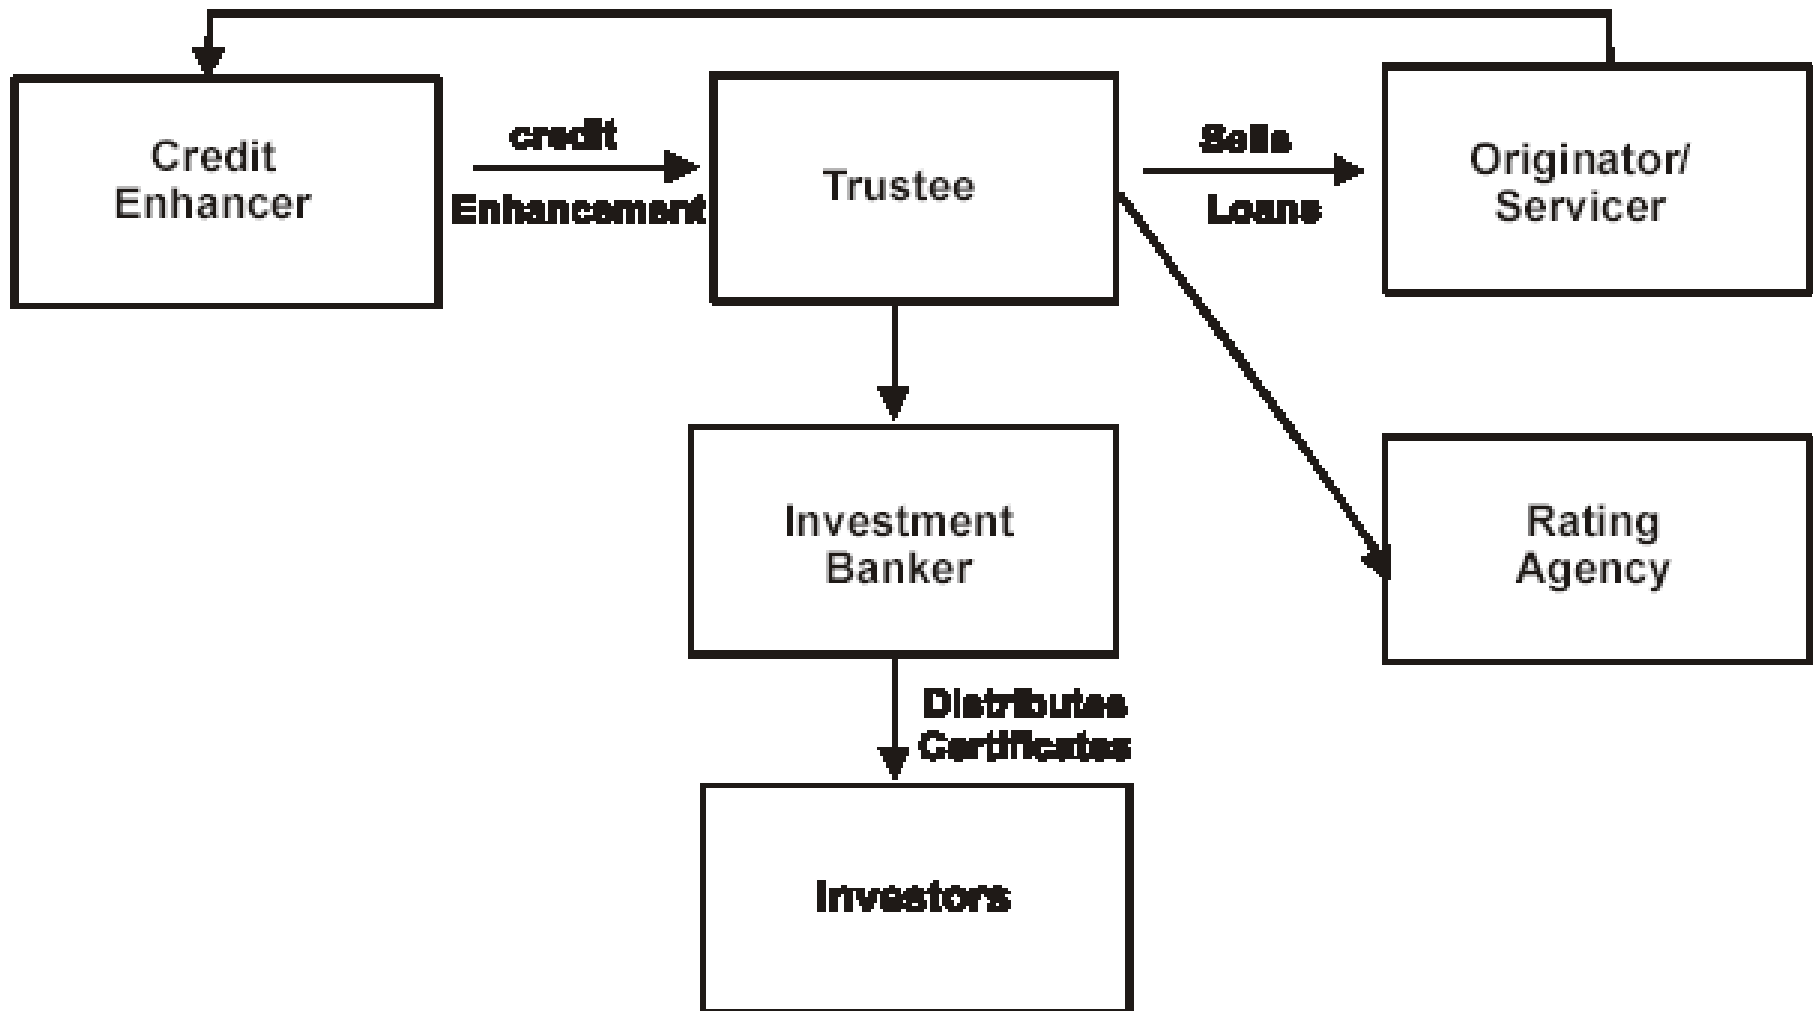 Credit
Enhancer
credit
Enhancement
Trustee
Sells
Loans
Originator/
Servicer
Investment
Banker
Rating
Agency
Distributes
Certificates
Investors